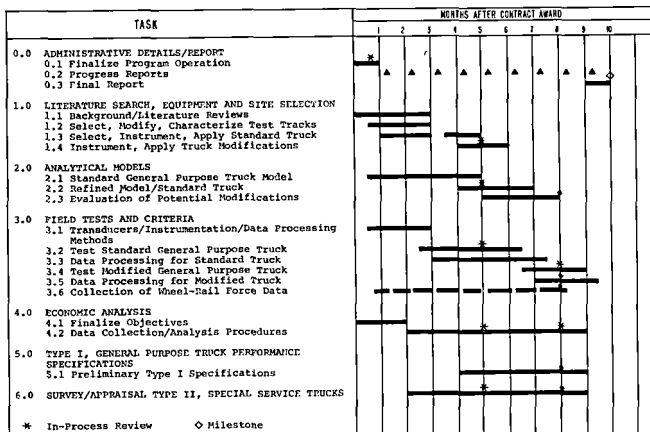 TASK
MONTHS AFTER CONTRACT AWARD
1 2 3 4 5 6 7 8 9 10
0.0 ADMINISTRATIVE DETAILS/REPORT
0.1 Finalize Program Operation
0.2 Progress Reports
0.3 Final Report
1.0 LITERATURE SEARCH, EQUIPMENT AND SITE SELECTION
1.1 Background/Literature Reviews
1.2 Select, Modify, Characterize Test Tracks
1.3 Select, Instrument, Apply Standard Truck
1.4 Instrument, Apply Truck Modifications
2.0 ANALYTICAL MODELS
2.1 Standard General Purpose Truck Model
2.2 Refined Model/Standard Truck
2.3 Evaluation of Potential Modifications
3.0 FIELD TESTS AND CRITERIA
3.1 Transducers/Instrumentation/Data Processing
Methods
3.2 Test Standard General Purpose Truck
3.3 Data Processing for Standard Truck
3.4 Test Modified General Purpose Truck
3.5 Data Processing for Modified Truck
3.6 Collection of Wheel-Rail Force Data
4.0 ECONOMIC ANALYSIS
4.1 Finalize Objectives
4.2 Data Collection/Analysis Procedures
5.0 TYPE I, GENERAL PURPOSE TRUCK PERFORMANCE
SPECIFICATIONS
5.1 Preliminary Type I Specifications
6.0 SURVEY/APPRAISAL TYPE II, SPECIAL SERVICE TRUCKS
* In-Process Review ◇ Milestone